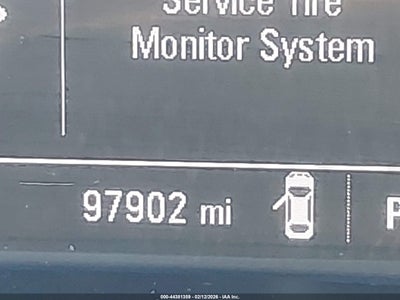 Service Tire
Monitor System
97902 mi
P
000-44381359 - 02/12/2026 - IAA Inc.